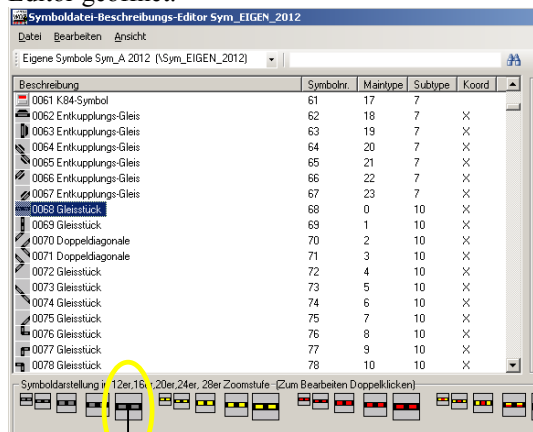 Editor geöffnet.
Symboldatei-Beschreibungs-Editor Sym_EIGEN_2012
Datei Bearbeiten Ansicht
Eigene Symbole Sym_A 2012 (\Sym_EIGEN_2012)
Beschreibung Symbolnr. Maintype Subtype Koord
0061 K84-Symbol 61 17 7
0062 Entkupplungs-Gleis 62 18 7 X
0063 Entkupplungs-Gleis 63 19 7 X
0064 Entkupplungs-Gleis 64 20 7 X
0065 Entkupplungs-Gleis 65 21 7 X
0066 Entkupplungs-Gleis 66 22 7 X
0067 Entkupplungs-Gleis 67 23 7 X
0068 Gleisstück 68 0 10 X
0069 Gleisstück 69 1 10 X
0070 Doppeldiagonale 70 2 10 X
0071 Doppeldiagonale 71 3 10 X
0072 Gleisstück 72 4 10 X
0073 Gleisstück 73 5 10 X
0074 Gleisstück 74 6 10 X
0075 Gleisstück 75 7 10 X
0076 Gleisstück 76 8 10 X
0077 Gleisstück 77 9 10 X
0078 Gleisstück 78 10 10 X
Symboldarstellung in 12er,16er,20er,24er, 28er Zoomstufe (Zum Bearbeiten Doppelklicken)